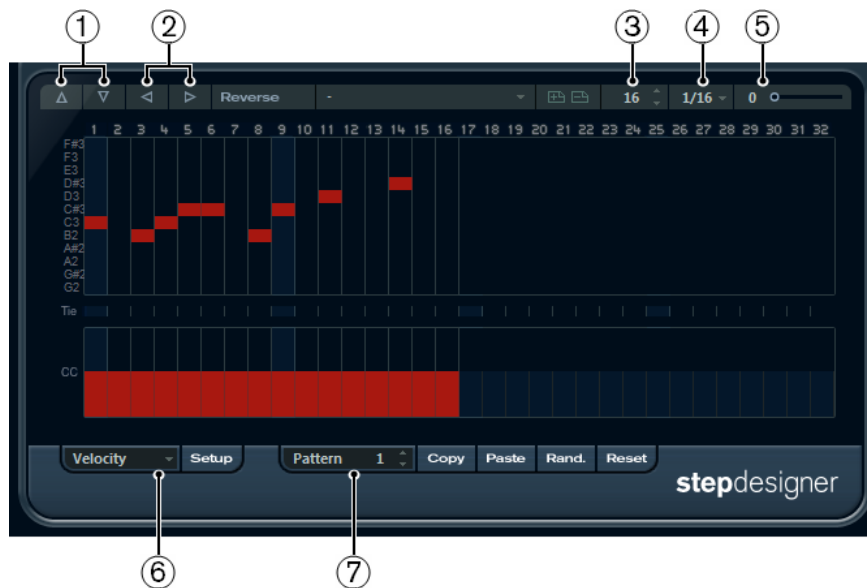 ① ② ③ ④ ⑤
Reverse - 16 1/16 0
1 2 3 4 5 6 7 8 9 10 11 12 13 14 15 16 17 18 19 20 21 22 23 24 25 26 27 28 29 30 31 32
F#3
F3
E3
D#3
D3
C#3
C3
B2
A#2
A2
G#2
G2
Tie
CC
Velocity Setup Pattern 1 Copy Paste Rand. Reset
stepdesigner
⑥ ⑦